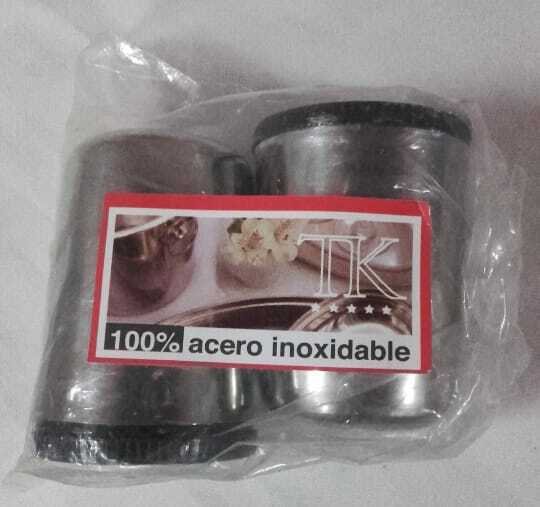 TK
100% acero inoxidable